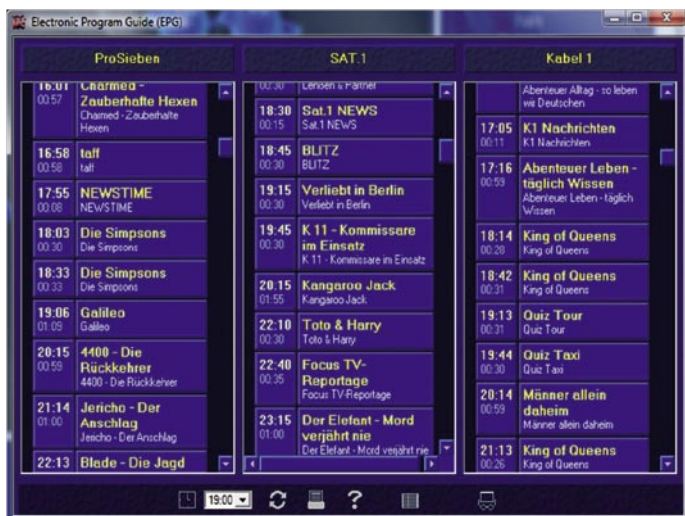 Electronic Program Guide (EPG)
ProSieben
16:01 Charmed -
00:57 Zauberhafte Hexen
Charmed - Zauberhafte
Hexen
16:58 taff
00:58 taff
17:55 NEWSTIME
00:08 NEWSTIME
18:03 Die Simpsons
00:30 Die Simpsons
18:33 Die Simpsons
00:33 Die Simpsons
19:06 Galileo
01:09 Galileo
20:15 4400 - Die
00:59 Rückkehrer
4400 - Die Rückkehrer
21:14 Jericho - Der
01:00 Anschlag
Jericho - Der Anschlag
22:13 Blade - Die Jagd
SAT.1
00:30 Lenßen & Partner
18:30 Sat.1 NEWS
00:15 Sat.1 NEWS
18:45 BLITZ
00:30 BLITZ
19:15 Verliebt in Berlin
00:30 Verliebt in Berlin
19:45 K 11 - Kommissare
00:30 im Einsatz
K 11 - Kommissare im Einsatz
20:15 Kangaroo Jack
01:55 Kangaroo Jack
22:10 Toto & Harry
00:30 Toto & Harry
22:40 Focus TV-
00:35 Reportage
Focus TV-Reportage
23:15 Der Elefant - Mord
01:00 verjährt nie
Der Elefant - Mord verjährt nie
Kabel 1
Abenteuer Alltag - so leben
wir Deutschen
17:05 K1 Nachrichten
00:11 K1 Nachrichten
17:16 Abenteuer Leben -
00:59 täglich Wissen
Abenteuer Leben - täglich
Wissen
18:14 King of Queens
00:28 King of Queens
18:42 King of Queens
00:31 King of Queens
19:13 Quiz Tour
00:31 Quiz Tour
19:44 Quiz Taxi
00:30 Quiz Taxi
20:14 Männer allein
00:59 daheim
Männer allein daheim
21:13 King of Queens
00:26 King of Queens
19:00
?